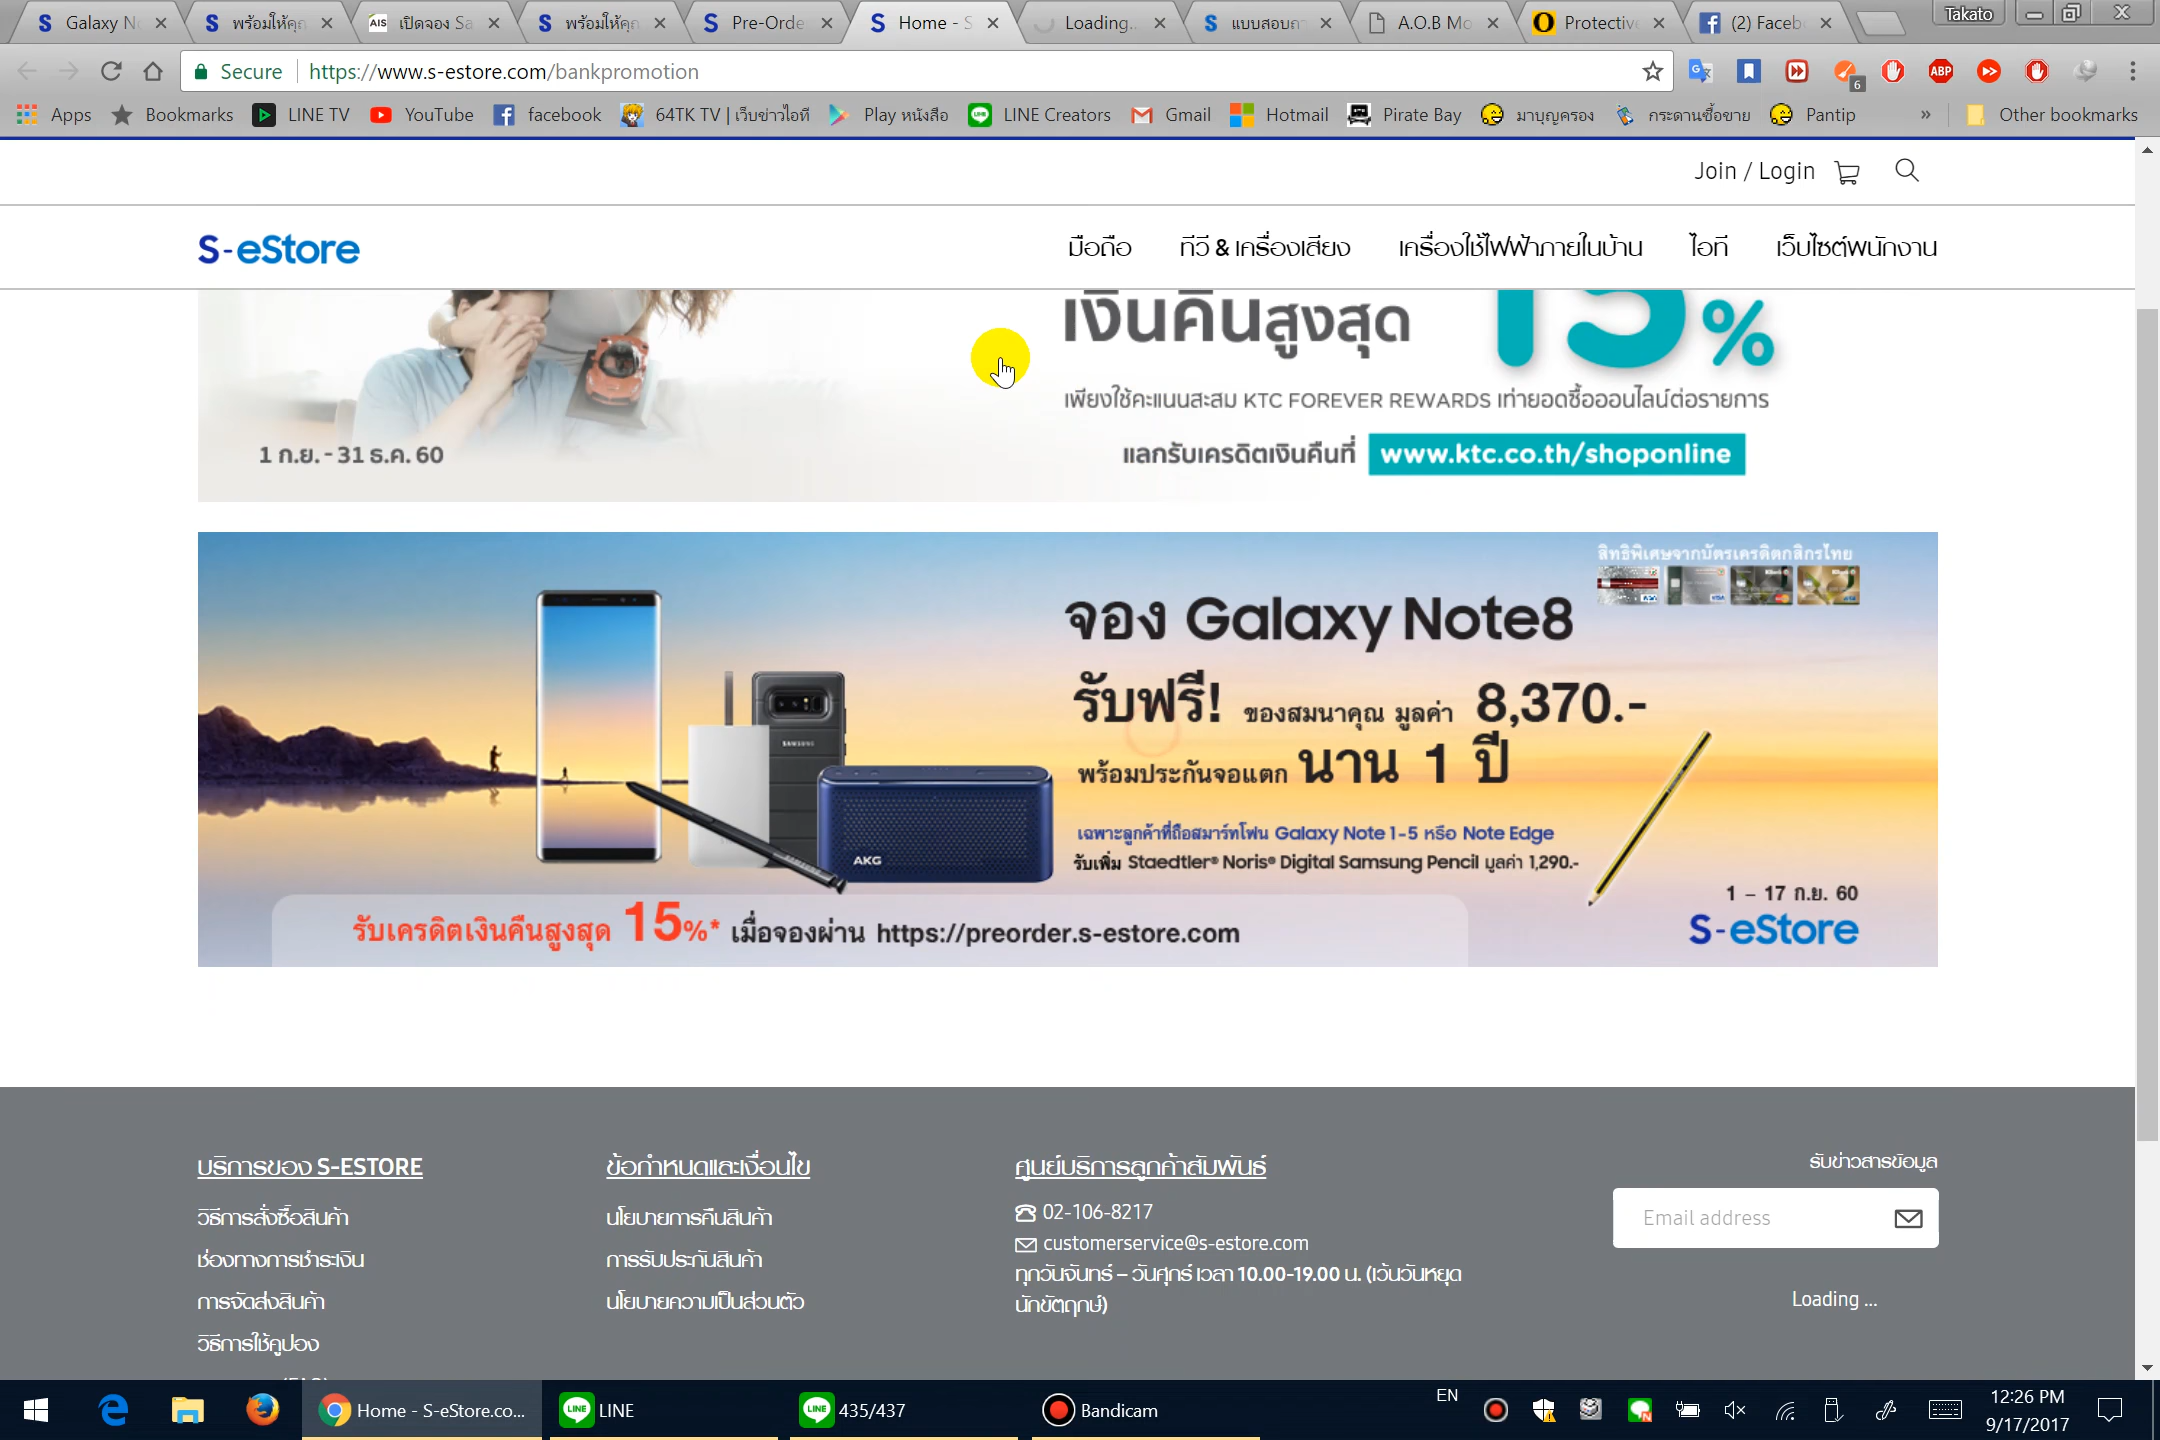 Galaxy N
พร้อมให้คุณ
AIS เปิดจอง Sa
พร้อมให้คุณ
Pre-Orde
Home - S
Loading...
แบบสอบถา
A.O.B Mo
Protective
(2) Faceb
Takato
Secure https://www.s-estore.com/bankpromotion
6
ABP
Apps
Bookmarks
LINE TV
YouTube
facebook
64TK TV | เว็บข่าวไอที
Play หนังสือ
LINE Creators
Gmail
Hotmail
Pirate Bay
มาบุญครอง
กระดานซื้อขาย
Pantip
»
Other bookmarks
Join / Login
S-eStore
มือถือ
ทีวี & เครื่องเสียง
เครื่องใช้ไฟฟ้าภายในบ้าน
ไอที
เว็บไซต์พนักงาน
เงินคืนสูงสุด 15%
เพียงใช้คะแนนสะสม KTC FOREVER REWARDS เท่ายอดซื้อออนไลน์ต่อรายการ
1 ก.ย. - 31 ธ.ค. 60
แลกรับเครดิตเงินคืนที่ www.ktc.co.th/shoponline
สิทธิพิเศษจากบัตรเครดิตกสิกรไทย
จอง Galaxy Note8
รับฟรี! ของสมนาคุณ มูลค่า 8,370.-
พร้อมประกันจอแตก นาน 1 ปี
SAMSUNG
AKG
เฉพาะลูกค้าที่ถือสมาร์ทโฟน Galaxy Note 1-5 หรือ Note Edge
รับเพิ่ม Staedtler® Noris® Digital Samsung Pencil มูลค่า 1,290.-
1 – 17 ก.ย. 60
S-eStore
รับเครดิตเงินคืนสูงสุด 15%* เมื่อจองผ่าน https://preorder.s-estore.com
บริการของ S-ESTORE
วิธีการสั่งซื้อสินค้า
ช่องทางการชำระเงิน
การจัดส่งสินค้า
วิธีการใช้คูปอง
ข้อกำหนดและเงื่อนไข
นโยบายการคืนสินค้า
การรับประกันสินค้า
นโยบายความเป็นส่วนตัว
ศูนย์บริการลูกค้าสัมพันธ์
02-106-8217
customerservice@s-estore.com
ทุกวันจันทร์ – วันศุกร์ เวลา 10.00-19.00 น. (เว้นวันหยุด
นักขัตฤกษ์)
รับข่าวสารข้อมูล
Email address
Loading ...
Home - S-eStore.co...
LINE
435/437
Bandicam
EN
12:26 PM
9/17/2017